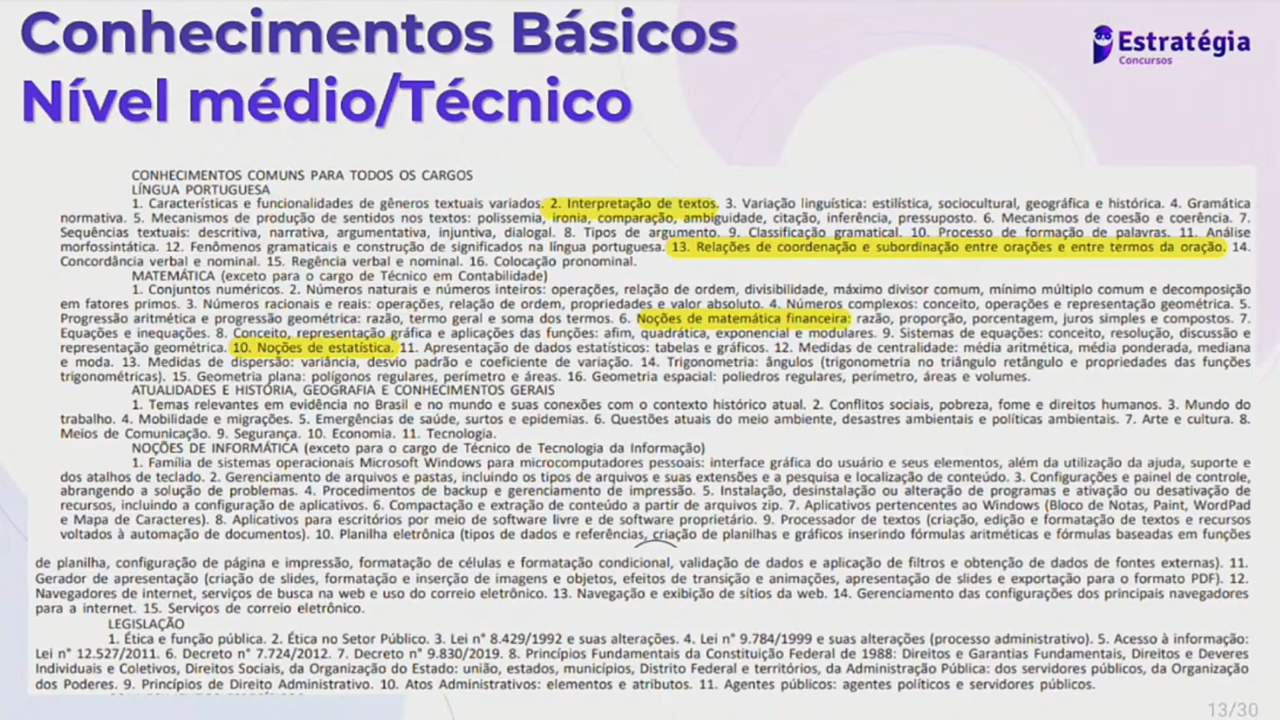 Conhecimentos Básicos
Nível médio/Técnico
Estratégia
Concursos
CONHECIMENTOS COMUNS PARA TODOS OS CARGOS
LÍNGUA PORTUGUESA
1. Características e funcionalidades de gêneros textuais variados. 2. Interpretação de textos. 3. Variação linguística: estilística, sociocultural, geográfica e histórica. 4. Gramática
normativa. 5. Mecanismos de produção de sentidos nos textos: polissemia, ironia, comparação, ambiguidade, citação, inferência, pressuposto. 6. Mecanismos de coesão e coerência. 7.
Sequências textuais: descritiva, narrativa, argumentativa, injuntiva, dialogal. 8. Tipos de argumento. 9. Classificação gramatical. 10. Processo de formação de palavras. 11. Análise
morfossintática. 12. Fenômenos gramaticais e construção de significados na língua portuguesa. 13. Relações de coordenação e subordinação entre orações e entre termos da oração. 14.
Concordância verbal e nominal. 15. Regência verbal e nominal. 16. Colocação pronominal.
MATEMÁTICA (exceto para o cargo de Técnico em Contabilidade)
1. Conjuntos numéricos. 2. Números naturais e números inteiros: operações, relação de ordem, divisibilidade, máximo divisor comum, mínimo múltiplo comum e decomposição
em fatores primos. 3. Números racionais e reais: operações, relação de ordem, propriedades e valor absoluto. 4. Números complexos: conceito, operações e representação geométrica. 5.
Progressão aritmética e progressão geométrica: razão, termo geral e soma dos termos. 6. Noções de matemática financeira: razão, proporção, porcentagem, juros simples e compostos. 7.
Equações e inequações. 8. Conceito, representação gráfica e aplicações das funções: afim, quadrática, exponencial e modulares. 9. Sistemas de equações: conceito, resolução, discussão e
representação geométrica. 10. Noções de estatística. 11. Apresentação de dados estatísticos: tabelas e gráficos. 12. Medidas de centralidade: média aritmética, média ponderada, mediana
e moda. 13. Medidas de dispersão: variância, desvio padrão e coeficiente de variação. 14. Trigonometria: ângulos (trigonometria no triângulo retângulo e propriedades das funções
trigonométricas). 15. Geometria plana: polígonos regulares, perímetro e áreas. 16. Geometria espacial: poliedros regulares, perímetro, áreas e volumes.
ATUALIDADES E HISTÓRIA, GEOGRAFIA E CONHECIMENTOS GERAIS
1. Temas relevantes em evidência no Brasil e no mundo e suas conexões com o contexto histórico atual. 2. Conflitos sociais, pobreza, fome e direitos humanos. 3. Mundo do
trabalho. 4. Mobilidade e migrações. 5. Emergências de saúde, surtos e epidemias. 6. Questões atuais do meio ambiente, desastres ambientais e políticas ambientais. 7. Arte e cultura. 8.
Meios de Comunicação. 9. Segurança. 10. Economia. 11. Tecnologia.
NOÇÕES DE INFORMÁTICA (exceto para o cargo de Técnico de Tecnologia da Informação)
1. Família de sistemas operacionais Microsoft Windows para microcomputadores pessoais: interface gráfica do usuário e seus elementos, além da utilização da ajuda, suporte e
dos atalhos de teclado. 2. Gerenciamento de arquivos e pastas, incluindo os tipos de arquivos e suas extensões e a pesquisa e localização de conteúdo. 3. Configurações e painel de controle,
abrangendo a solução de problemas. 4. Procedimentos de backup e gerenciamento de impressão. 5. Instalação, desinstalação ou alteração de programas e ativação ou desativação de
recursos, incluindo a configuração de aplicativos. 6. Compactação e extração de conteúdo a partir de arquivos zip. 7. Aplicativos pertencentes ao Windows (Bloco de Notas, Paint, WordPad
e Mapa de Caracteres). 8. Aplicativos para escritórios por meio de software livre e de software proprietário. 9. Processador de textos (criação, edição e formatação de textos e recursos
voltados à automação de documentos). 10. Planilha eletrônica (tipos de dados e referências, criação de planilhas e gráficos inserindo fórmulas aritméticas e fórmulas baseadas em funções
de planilha, configuração de página e impressão, formatação de células e formatação condicional, validação de dados e aplicação de filtros e obtenção de dados de fontes externas). 11.
Gerador de apresentação (criação de slides, formatação e inserção de imagens e objetos, efeitos de transição e animações, apresentação de slides e exportação para o formato PDF). 12.
Navegadores de internet, serviços de busca na web e uso do correio eletrônico. 13. Navegação e exibição de sítios da web. 14. Gerenciamento das configurações dos principais navegadores
para a internet. 15. Serviços de correio eletrônico.
LEGISLAÇÃO
1. Ética e função pública. 2. Ética no Setor Público. 3. Lei n° 8.429/1992 e suas alterações. 4. Lei n° 9.784/1999 e suas alterações (processo administrativo). 5. Acesso à informação:
Lei n° 12.527/2011. 6. Decreto n° 7.724/2012. 7. Decreto n° 9.830/2019. 8. Princípios Fundamentais da Constituição Federal de 1988: Direitos e Garantias Fundamentais, Direitos e Deveres
Individuais e Coletivos, Direitos Sociais, da Organização do Estado: união, estados, municípios, Distrito Federal e territórios, da Administração Pública: dos servidores públicos, da Organização
dos Poderes. 9. Princípios de Direito Administrativo. 10. Atos Administrativos: elementos e atributos. 11. Agentes públicos: agentes políticos e servidores públicos.
13/30